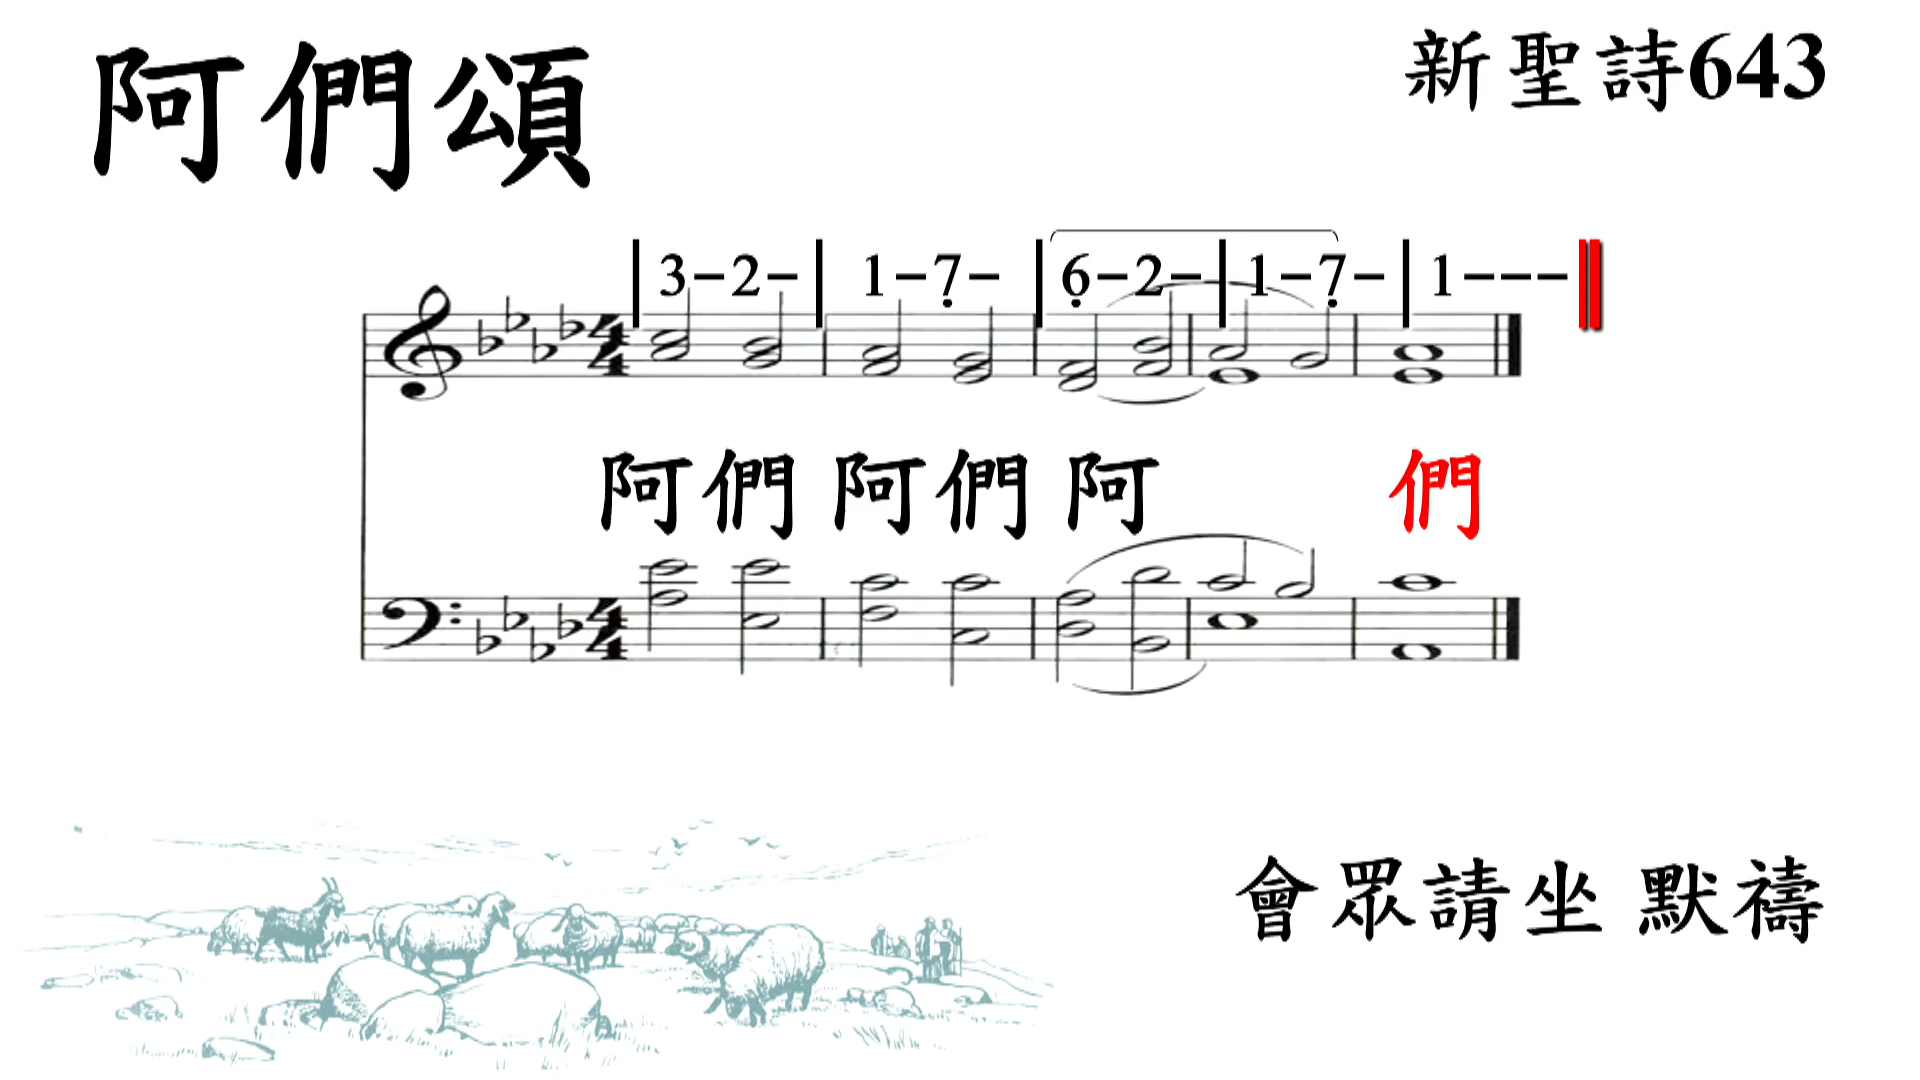 阿們頌
新聖詩643
|3-2-|1-7̣-|6̣-2-|1-7̣-|1---‖
阿們 阿們 阿 們
會眾請坐 默禱